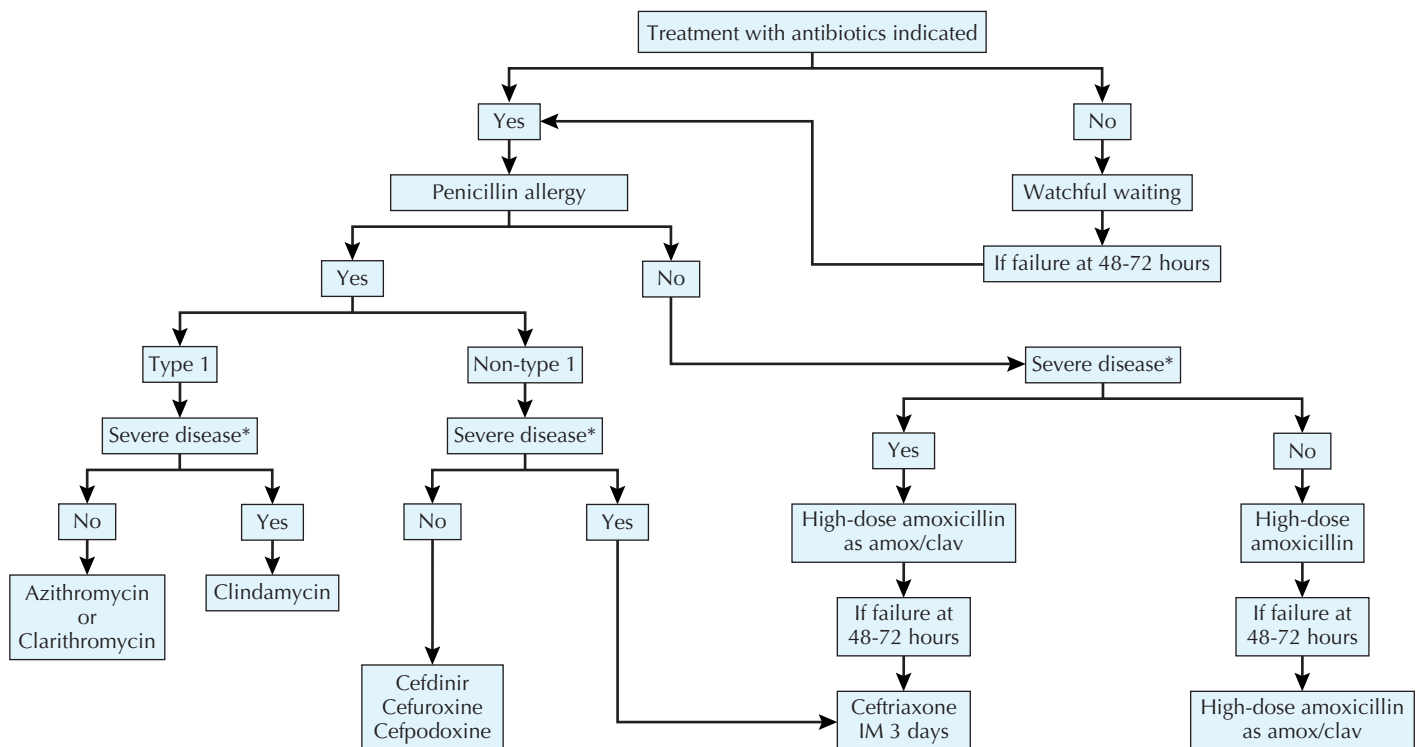 Treatment with antibiotics indicated
Yes
No
Penicillin allergy
Watchful waiting
If failure at 48-72 hours
Yes
No
Type 1
Non-type 1
Severe disease*
Severe disease*
Severe disease*
Yes
No
No
Yes
No
Yes
High-dose amoxicillin
as amox/clav
High-dose
amoxicillin
Azithromycin
or
Clarithromycin
Clindamycin
If failure at
48-72 hours
If failure at
48-72 hours
Cefdinir
Cefuroxine
Cefpodoxine
Ceftriaxone
IM 3 days
High-dose amoxicillin
as amox/clav